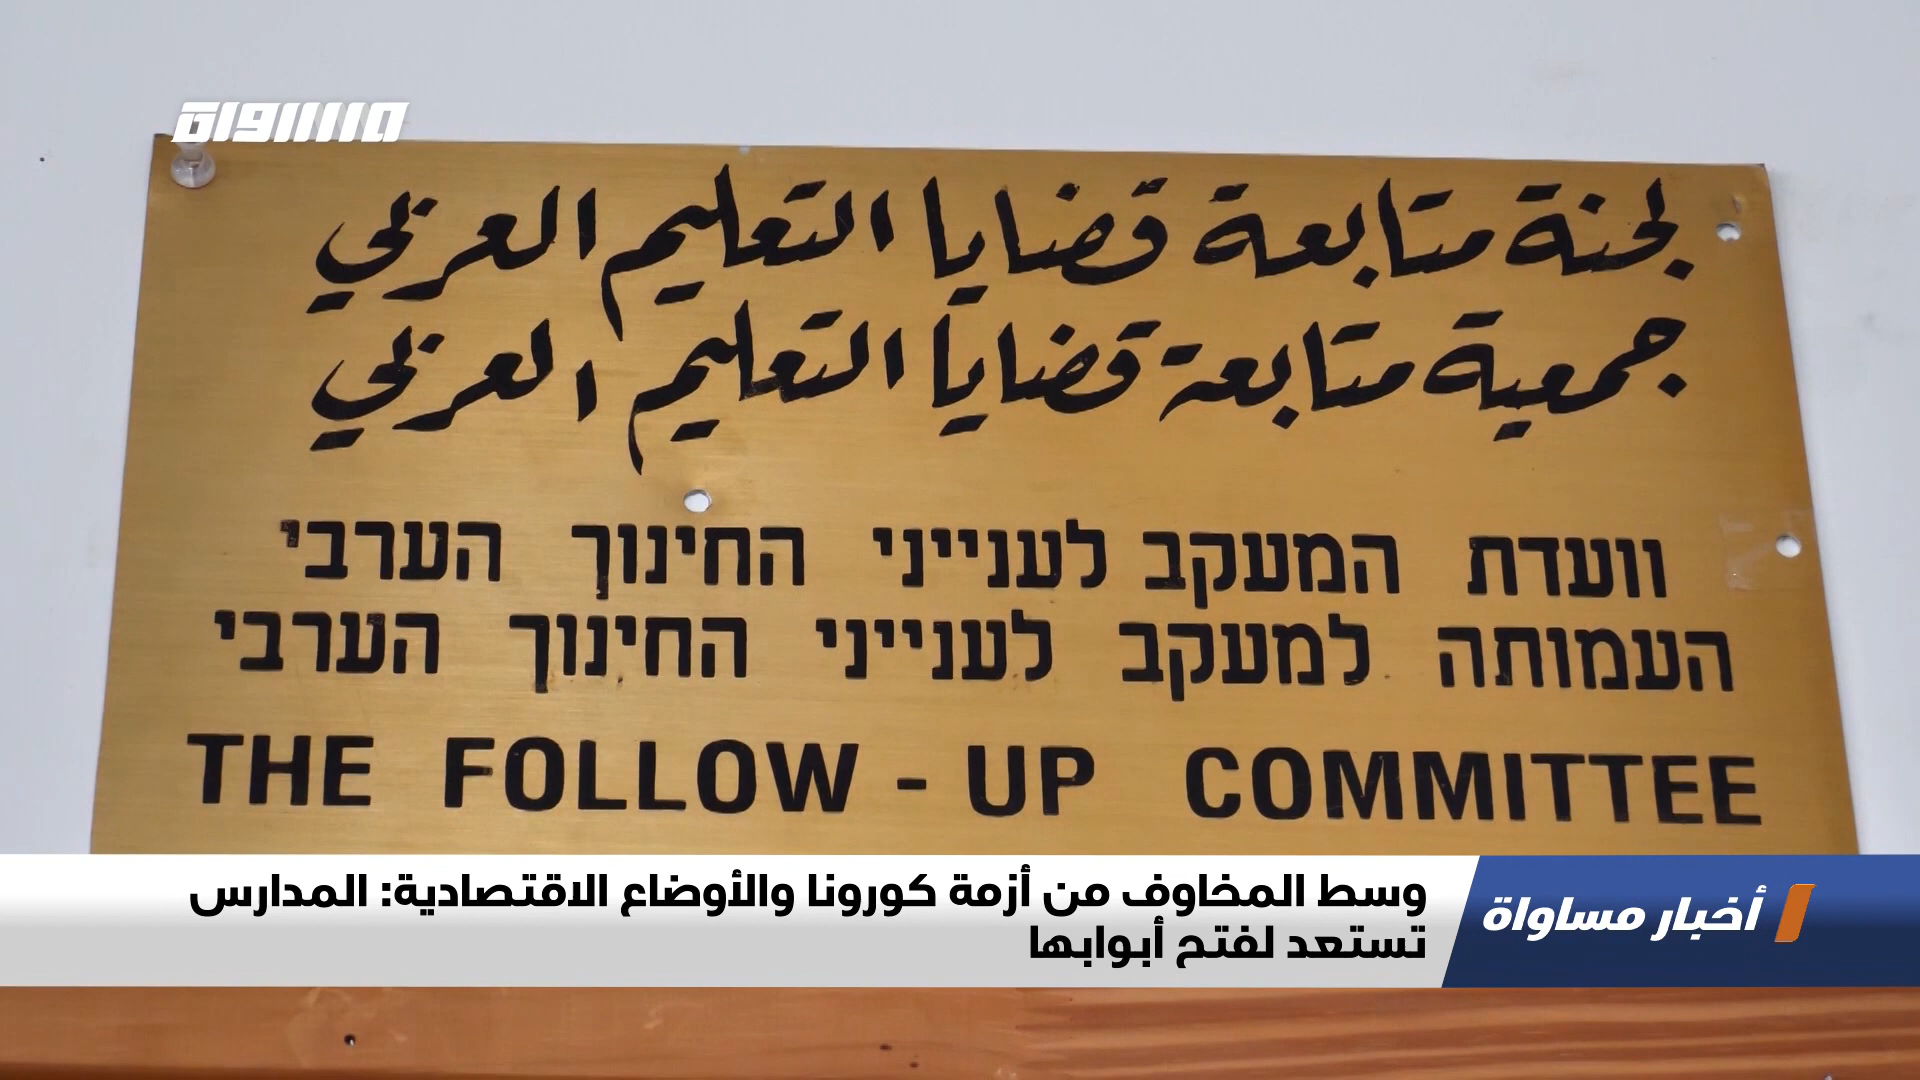 مساواة
لجنة متابعة قضايا التعليم العربي
جمعية متابعة قضايا التعليم العربي
וועדת המעקב לענייני החינוך הערבי
העמותה למעקב לענייני החינוך הערבי
THE FOLLOW - UP COMMITTEE
أخبار مساواة
وسط المخاوف من أزمة كورونا والأوضاع الاقتصادية: المدارس
تستعد لفتح أبوابها